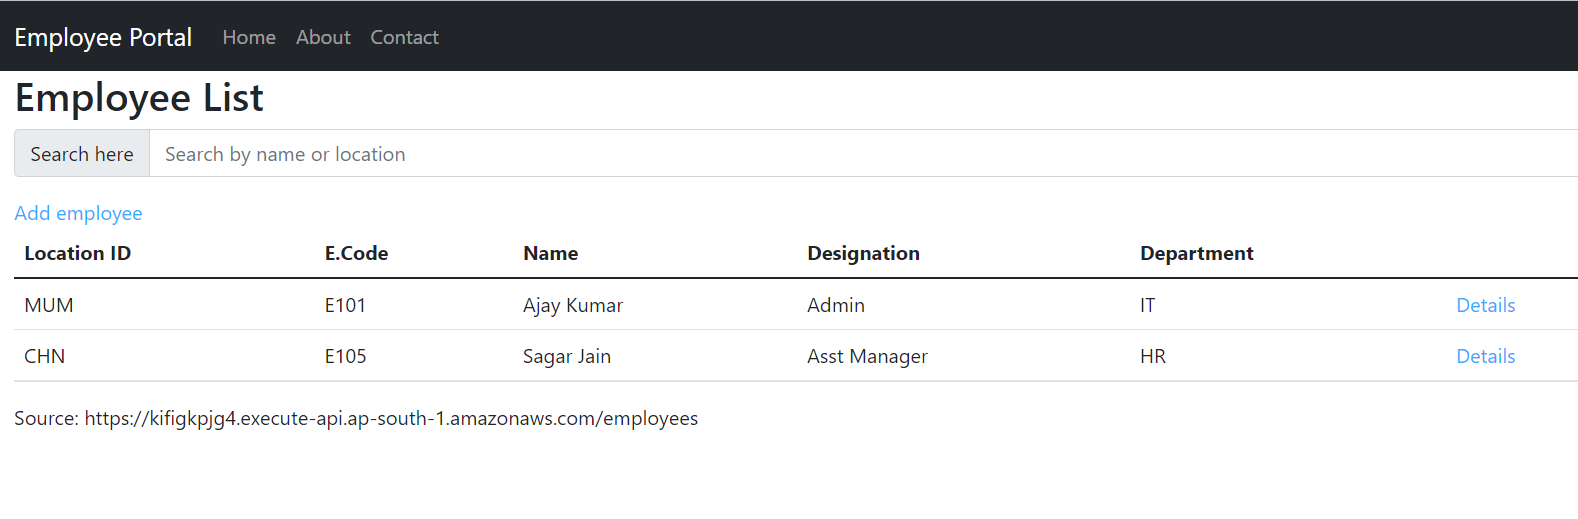 Employee Portal Home About Contact
Employee List
Search here Search by name or location
Add employee
Location ID E.Code Name Designation Department
MUM E101 Ajay Kumar Admin IT Details
CHN E105 Sagar Jain Asst Manager HR Details
Source: https://kifigkpjg4.execute-api.ap-south-1.amazonaws.com/employees